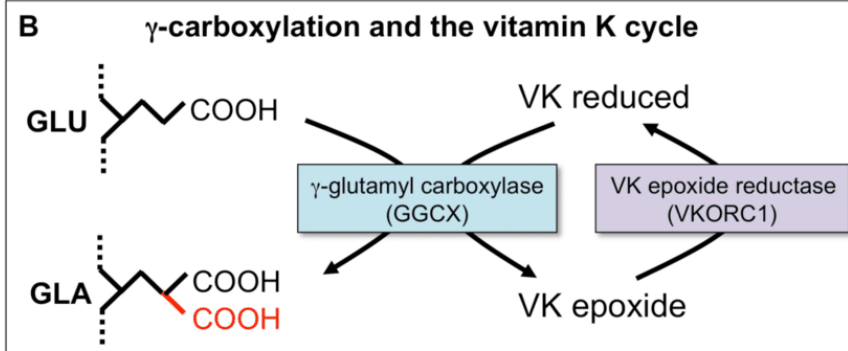 B γ-carboxylation and the vitamin K cycle
GLU
COOH
VK reduced
γ-glutamyl carboxylase
(GGCX)
VK epoxide reductase
(VKORC1)
GLA
COOH
COOH
VK epoxide